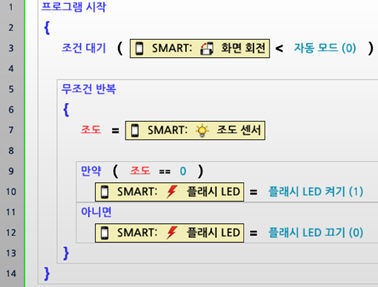 1 프로그램 시작
2 {
3 조건 대기 ( SMART: 화면 회전 < 자동 모드 (0) )
4
5 무조건 반복
6 {
7 조도 = SMART: 조도 센서
8
9 만약 ( 조도 == 0 )
10 SMART: 플래시 LED = 플래시 LED 켜기 (1)
11 아니면
12 SMART: 플래시 LED = 플래시 LED 끄기 (0)
13 }
14 }